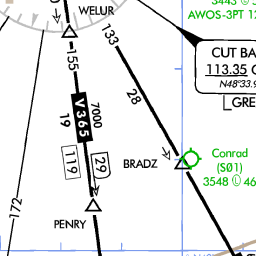 WELUR
3443
AWOS-3PT 12
CUT BA
113.35
N48°33.9
GRE
133
155
28
V365
7000
19
119
29
BRADZ
Conrad
(S01)
3548 Ⓛ 46
172
PENRY